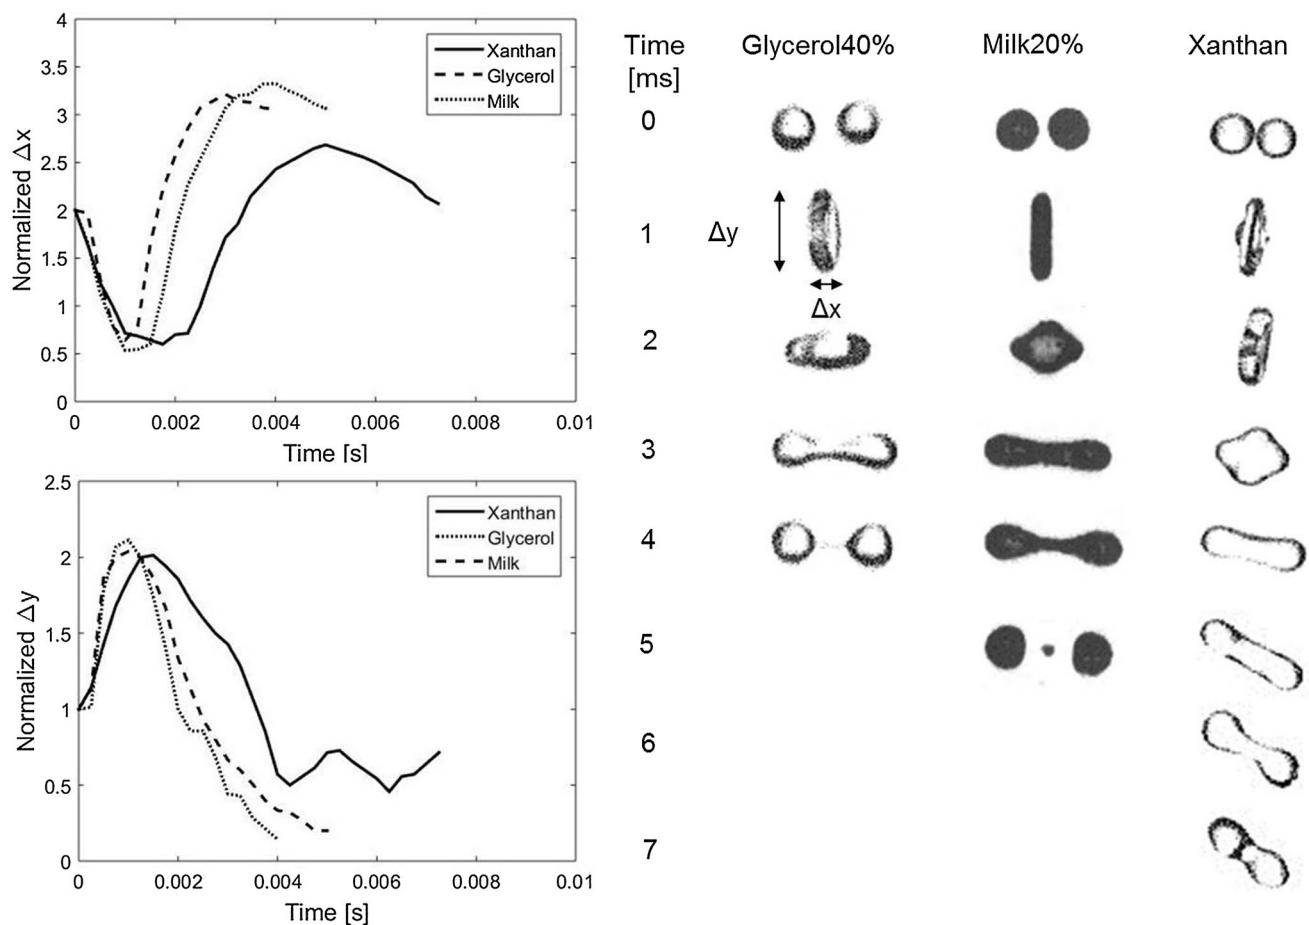 4
3.5
3
2.5
2
1.5
1
0.5
0
Normalized Δx
Xanthan
Glycerol
Milk
0 0.002 0.004 0.006 0.008 0.01
Time [s]
2.5
2
1.5
1
0.5
0
Normalized Δy
Xanthan
Glycerol
Milk
0 0.002 0.004 0.006 0.008 0.01
Time [s]
Time Glycerol40% Milk20% Xanthan
[ms]
0
1
Δy
Δx
2
3
4
5
6
7